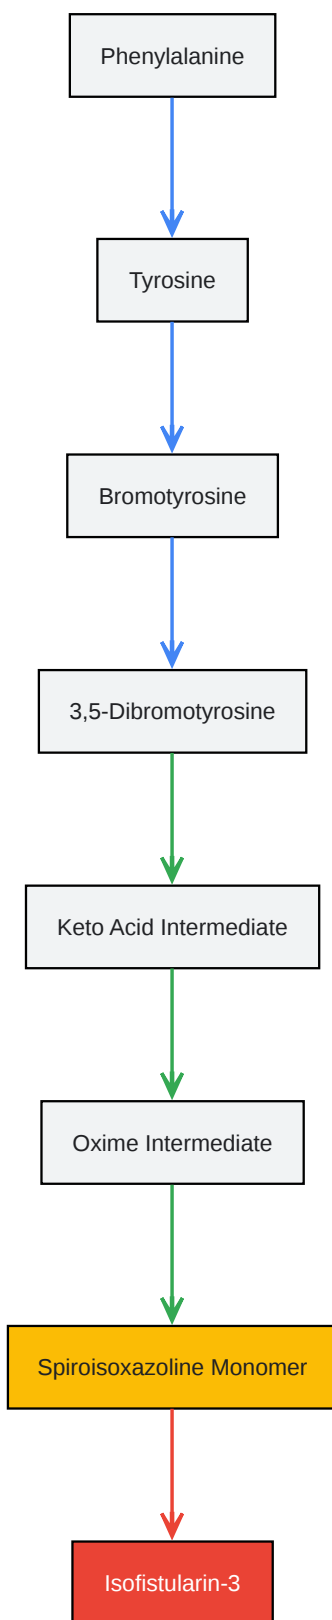 Phenylalanine
Tyrosine
Bromotyrosine
3,5-Dibromotyrosine
Keto Acid Intermediate
Oxime Intermediate
Spiroisoxazoline Monomer
Isofistularin-3